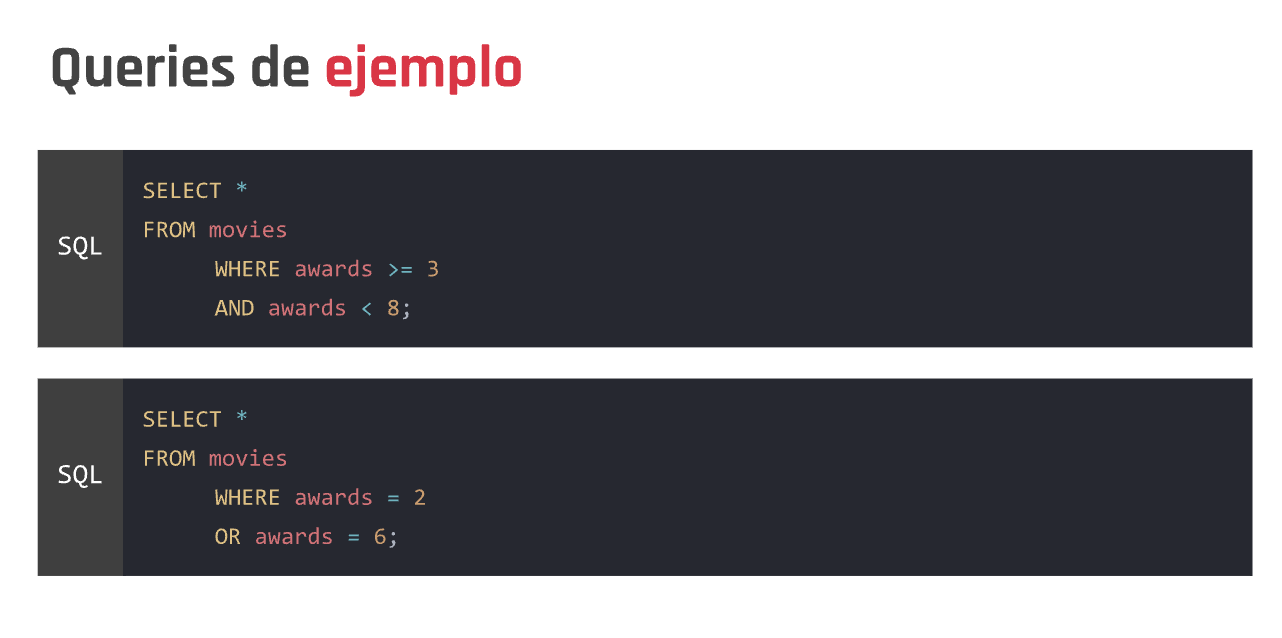 Queries de ejemplo
SQL
SELECT *
FROM movies
WHERE awards >= 3
AND awards < 8;
SQL
SELECT *
FROM movies
WHERE awards = 2
OR awards = 6;